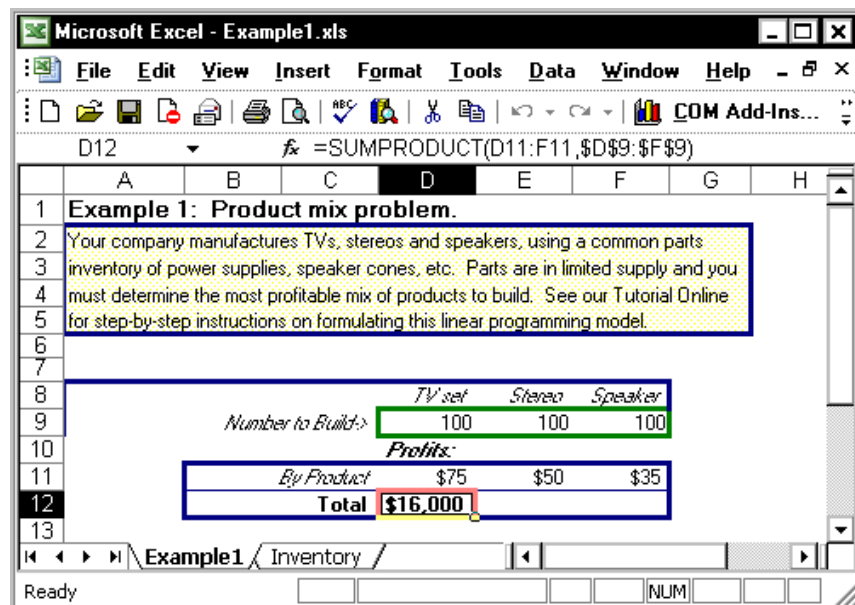 Microsoft Excel - Example1.xls
File Edit View Insert Format Tools Data Window Help
ABC COM Add-Ins...
D12 fx =SUMPRODUCT(D11:F11,$D$9:$F$9)
A B C D E F G H
1 Example 1: Product mix problem.
2 Your company manufactures TVs, stereos and speakers, using a common parts
3 inventory of power supplies, speaker cones, etc. Parts are in limited supply and you
4 must determine the most profitable mix of products to build. See our Tutorial Online
5 for step-by-step instructions on formulating this linear programming model.
6
7
8 TV set Stereo Speaker
9 Number to Build-> 100 100 100
10 Profits:
11 By Product $75 $50 $35
12 Total $16,000
13
Example1 Inventory
Ready NUM